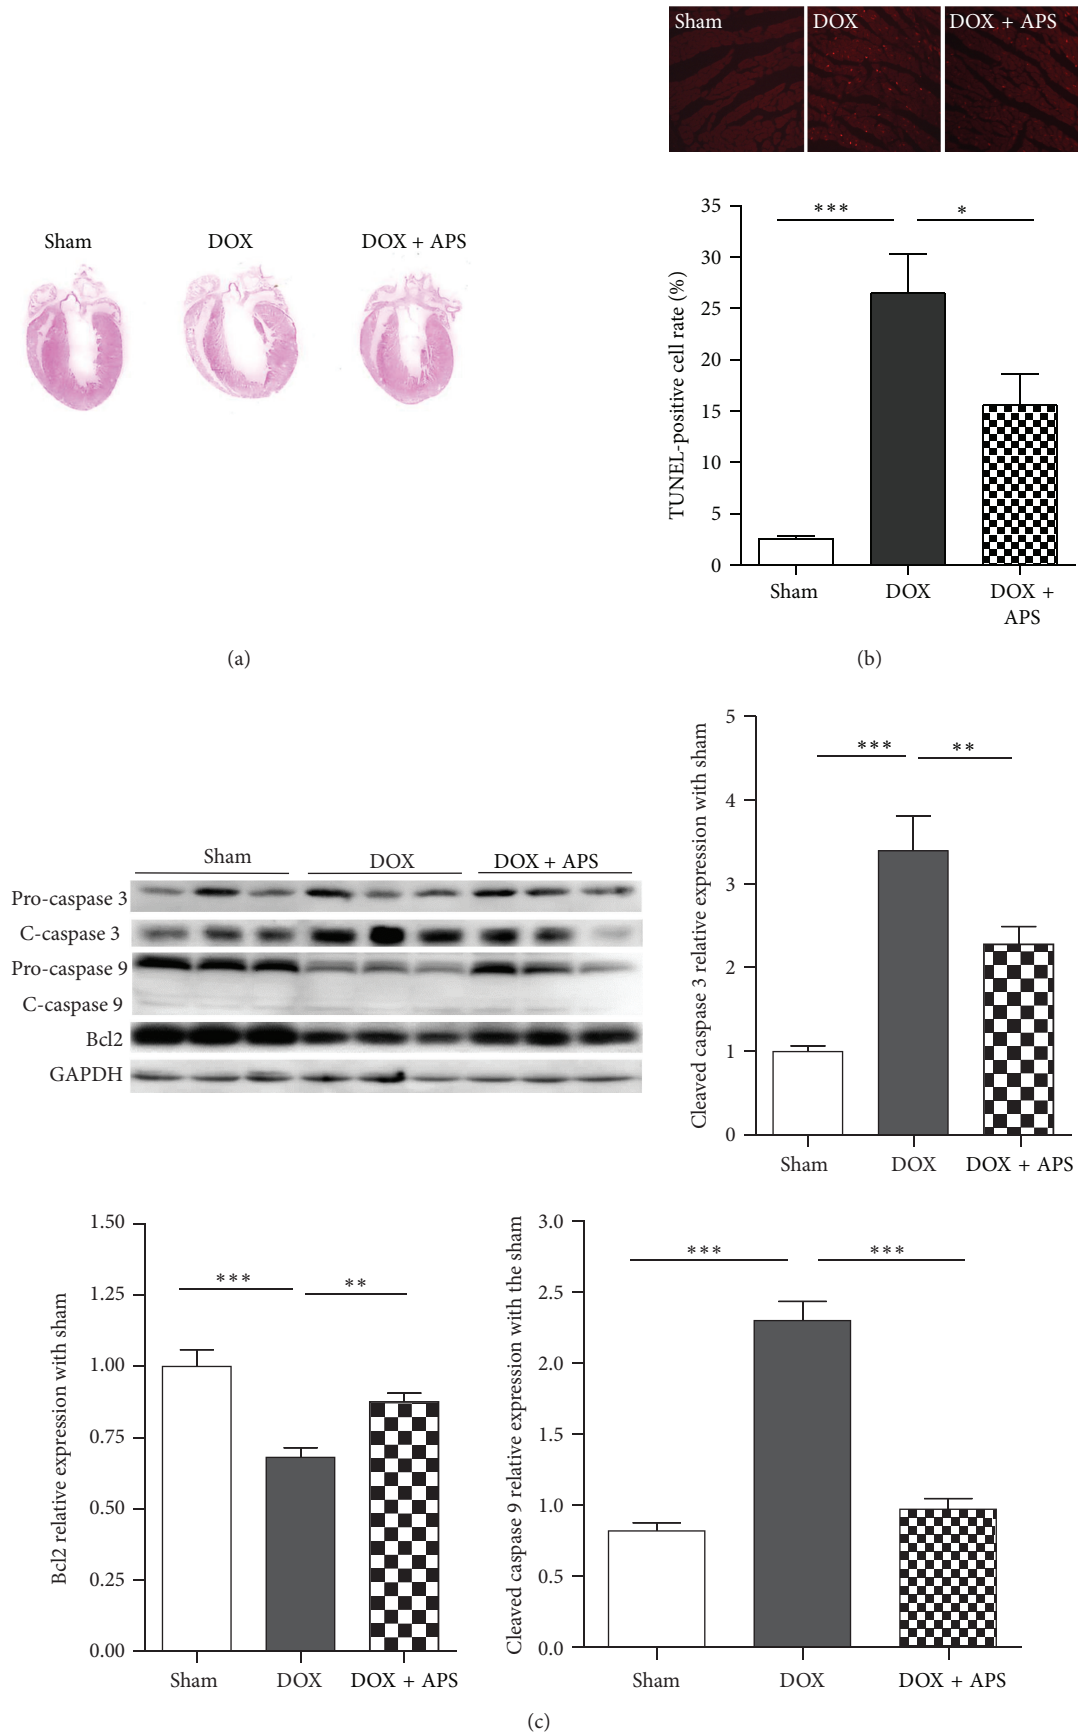 Sham DOX DOX + APS
(a)
Sham DOX DOX + APS
TUNEL-positive cell rate (%)
35
30
25
20
15
10
5
0
*** *
Sham DOX DOX +
APS
(b)
Sham DOX DOX + APS
Pro-caspase 3
C-caspase 3
Pro-caspase 9
C-caspase 9
Bcl2
GAPDH
Cleaved caspase 3 relative expression with sham
5
4
3
2
1
0
*** **
Sham DOX DOX + APS
Bcl2 relative expression with sham
1.50
1.25
1.00
0.75
0.50
0.25
0.00
*** **
Sham DOX DOX + APS
Cleaved caspase 9 relative expression with the sham
3.0
2.5
2.0
1.5
1.0
0.5
0.0
*** ***
Sham DOX DOX + APS
(c)